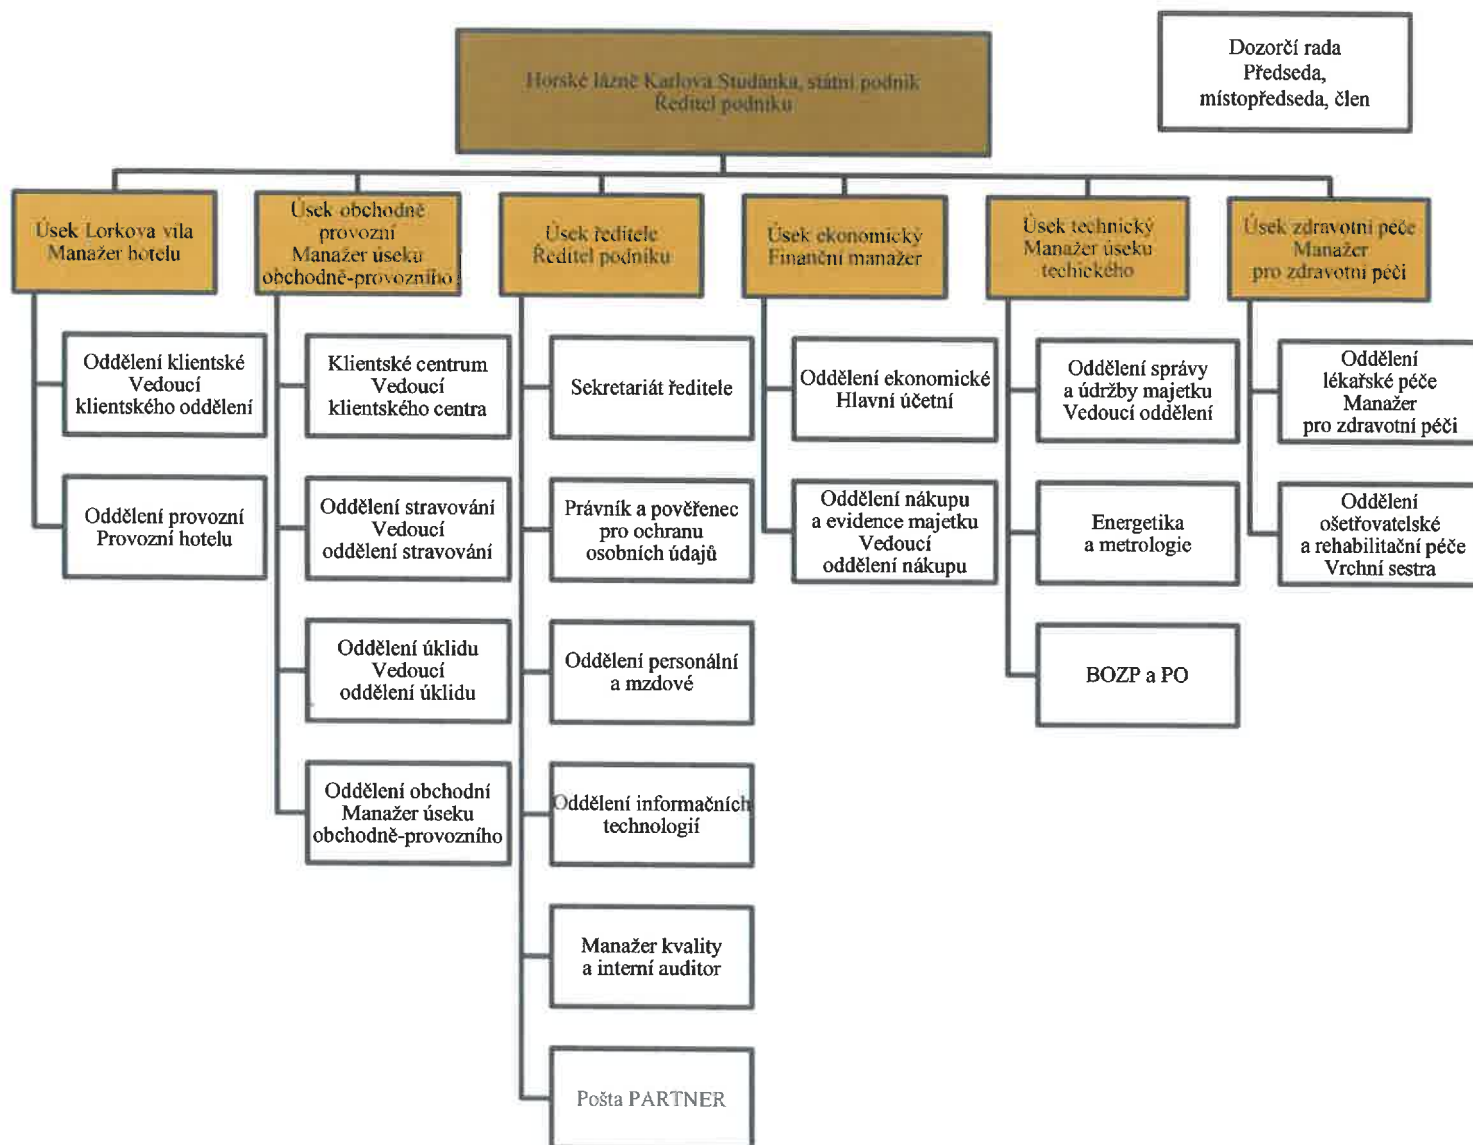 Horské lázně Karlova Studánka, státní podnik
Ředitel podniku
Dozorčí rada
Předseda,
místopředseda, člen
Úsek Lorkova vila
Manažer hotelu
Úsek obchodně
provozní
Manažer úseku
obchodně-provozního
Úsek ředitele
Ředitel podniku
Úsek ekonomický
Finanční manažer
Úsek technický
Manažer úseku
techického
Úsek zdravotní péče
Manažer
pro zdravotní péči
Oddělení klientské
Vedoucí
klientského oddělení
Klientské centrum
Vedoucí
klientského centra
Sekretariát ředitele
Oddělení ekonomické
Hlavní účetní
Oddělení správy
a údržby majetku
Vedoucí oddělení
Oddělení
lékařské péče
Manažer
pro zdravotní péči
Oddělení provozní
Provozní hotelu
Oddělení stravování
Vedoucí
oddělení stravování
Právník a pověřenec
pro ochranu
osobních údajů
Oddělení nákupu
a evidence majetku
Vedoucí
oddělení nákupu
Energetika
a metrologie
Oddělení
ošetřovatelské
a rehabilitační péče
Vrchní sestra
Oddělení úklidu
Vedoucí
oddělení úklidu
Oddělení personální
a mzdové
BOZP a PO
Oddělení obchodní
Manažer úseku
obchodně-provozního
Oddělení informačních
technologií
Manažer kvality
a interní auditor
Pošta PARTNER